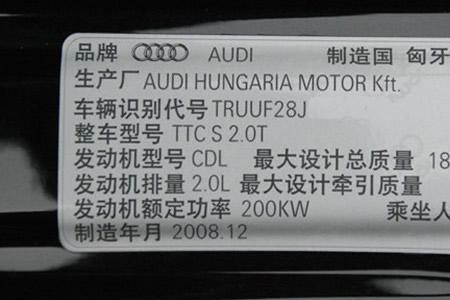 品牌 AUDI 制造国 匈牙
生产厂 AUDI HUNGARIA MOTOR Kft.
车辆识别代号 TRUUF28J
整车型号 TTC S 2.0T
发动机型号 CDL 最大设计总质量 18
发动机排量 2.0L 最大设计牵引质量
发动机额定功率 200KW 乘坐人
制造年月 2008.12